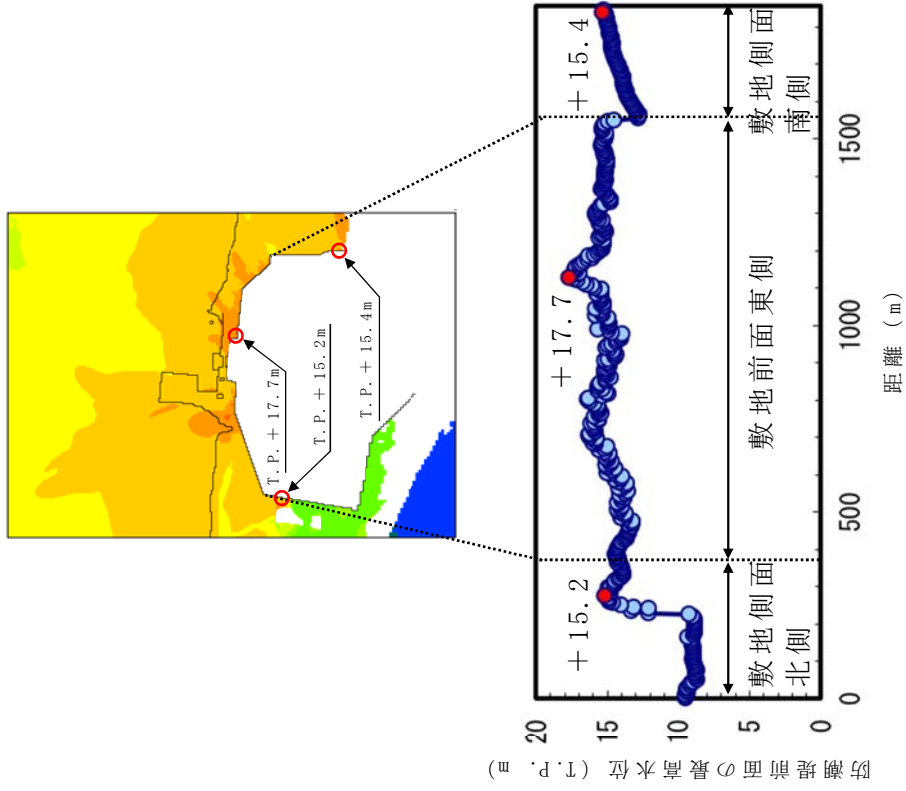 T.P.+17.7m
T.P.+15.2m
T.P.+15.4m
防潮堤前面の最高水位 (T.P. m)
20
15
10
5
0
+15.2
+17.7
+15.4
敷地側面
北側
敷地前面東側
敷地側面
南側
0
500
1000
1500
距離 (m)